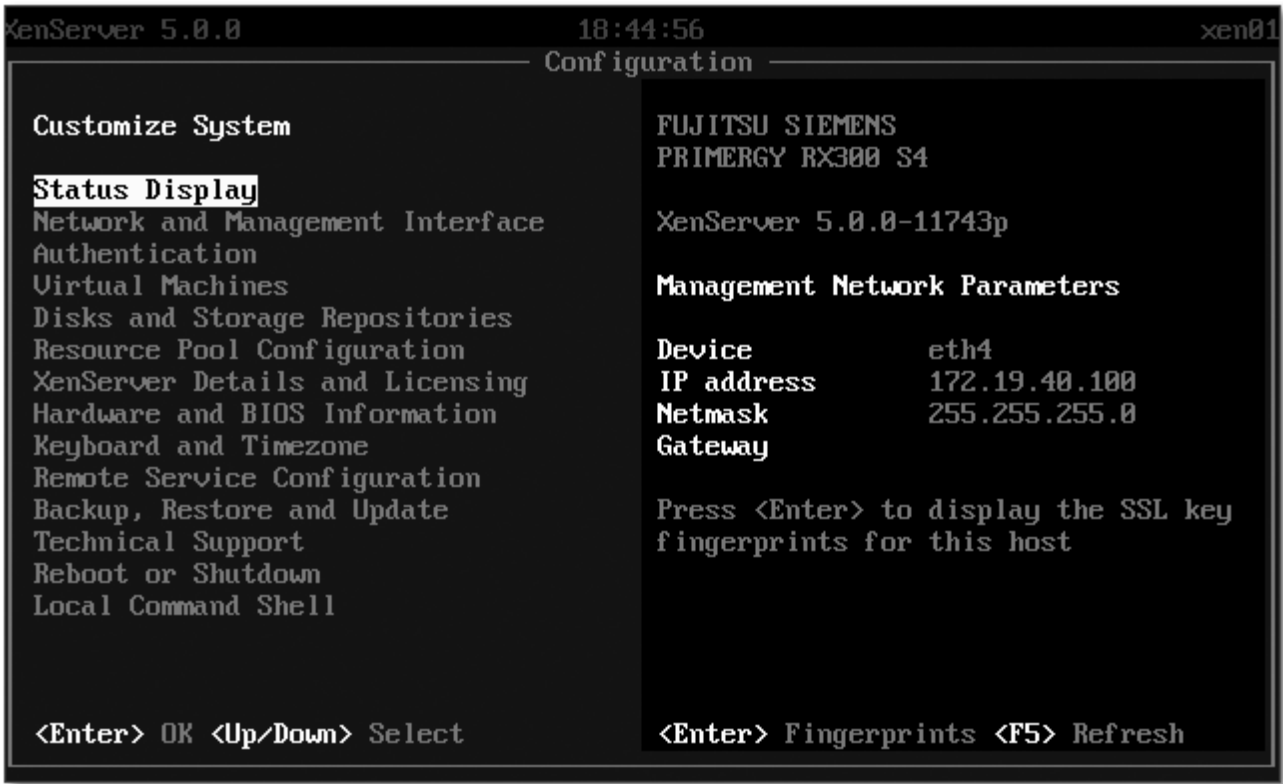 XenServer 5.0.0 18:44:56 xen01
Configuration
Customize System
Status Display
Network and Management Interface
Authentication
Virtual Machines
Disks and Storage Repositories
Resource Pool Configuration
XenServer Details and Licensing
Hardware and BIOS Information
Keyboard and Timezone
Remote Service Configuration
Backup, Restore and Update
Technical Support
Reboot or Shutdown
Local Command Shell
<Enter> OK <Up/Down> Select
FUJITSU SIEMENS
PRIMERGY RX300 S4
XenServer 5.0.0-11743p
Management Network Parameters
Device eth4
IP address 172.19.40.100
Netmask 255.255.255.0
Gateway
Press <Enter> to display the SSL key
fingerprints for this host
<Enter> Fingerprints <F5> Refresh